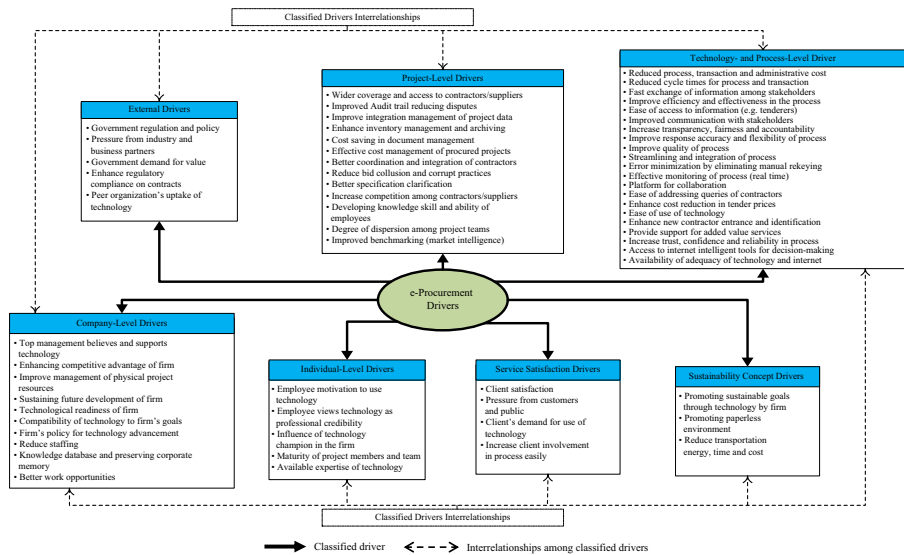 Classified Drivers Interrelationships
External Drivers
• Government regulation and policy
• Pressure from industry and
business partners
• Government demand for value
• Enhance regulatory
compliance on contracts
• Peer organization's uptake of
technology
Project-Level Drivers
• Wider coverage and access to contractors/suppliers
• Improved Audit trail reducing disputes
• Improve integration management of project data
• Enhance inventory management and archiving
• Cost saving in document management
• Effective cost management of procured projects
• Better coordination and integration of contractors
• Reduce bid collusion and corrupt practices
• Better specification clarification
• Increase competition among contractors/suppliers
• Developing knowledge skill and ability of
employees
• Degree of dispersion among project teams
• Improved benchmarking (market intelligence)
Technology- and Process-Level Driver
• Reduced process, transaction and administrative cost
• Reduced cycle times for process and transaction
• Fast exchange of information among stakeholders
• Improve efficiency and effectiveness in the process
• Ease of access to information (e.g. tenderers)
• Improved communication with stakeholders
• Increase transparency, fairness and accountability
• Improve response accuracy and flexibility of process
• Improve quality of process
• Streamlining and integration of process
• Error minimization by eliminating manual rekeying
• Effective monitoring of process (real time)
• Platform for collaboration
• Ease of addressing queries of contractors
• Enhance cost reduction in tender prices
• Ease of use of technology
• Enhance new contractor entrance and identification
• Provide support for added value services
• Increase trust, confidence and reliability in process
• Access to internet intelligent tools for decision-making
• Availability of adequacy of technology and internet
e-Procurement
Drivers
Company-Level Drivers
• Top management believes and supports
technology
• Enhancing competitive advantage of firm
• Improve management of physical project
resources
• Sustaining future development of firm
• Technological readiness of firm
• Compatibility of technology to firm's goals
• Firm's policy for technology advancement
• Reduce staffing
• Knowledge database and preserving corporate
memory
• Better work opportunities
Individual-Level Drivers
• Employee motivation to use
technology
• Employee views technology as
professional credibility
• Influence of technology
champion in the firm
• Maturity of project members and team
• Available expertise of technology
Service Satisfaction Drivers
• Client satisfaction
• Pressure from customers
and public
• Client's demand for use of
technology
• Increase client involvement
in process easily
Sustainability Concept Drivers
• Promoting sustainable goals
through technology by firm
• Promoting paperless
environment
• Reduce transportation
energy, time and cost
Classified Drivers Interrelationships
Classified driver
Interrelationships among classified drivers